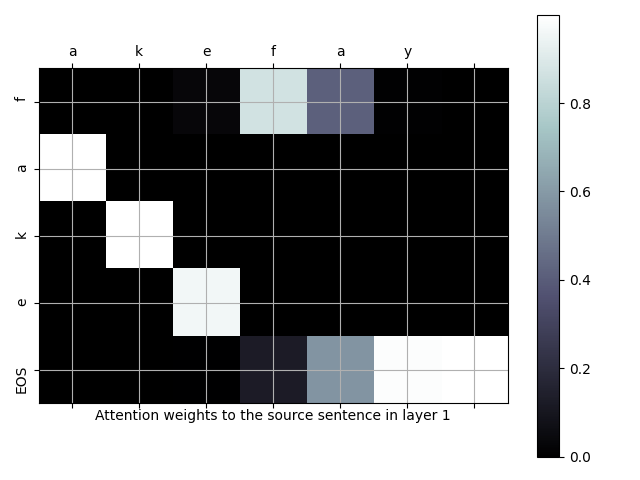 a k e f a y
f
a
k
e
EOS
Attention weights to the source sentence in layer 1
0.8
0.6
0.4
0.2
0.0